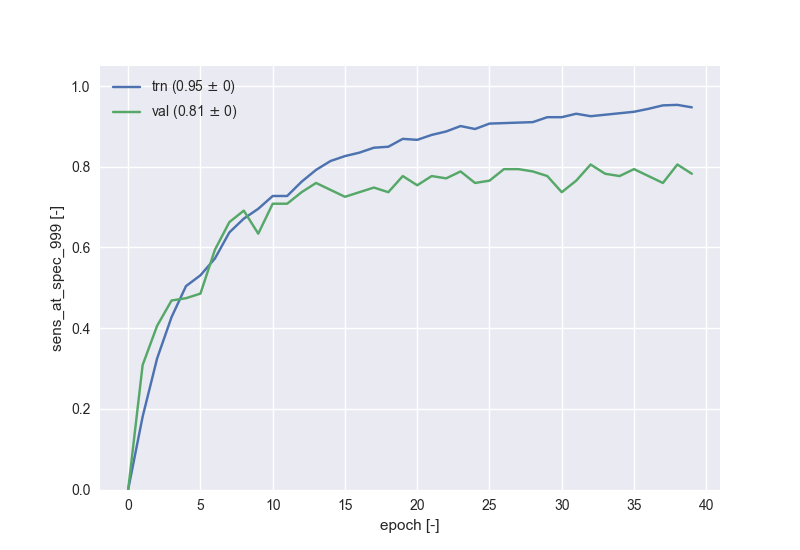 trn (0.95 ± 0)
val (0.81 ± 0)
1.0
0.8
0.6
0.4
0.2
0.0
sens_at_spec_999 [-]
0 5 10 15 20 25 30 35 40
epoch [-]